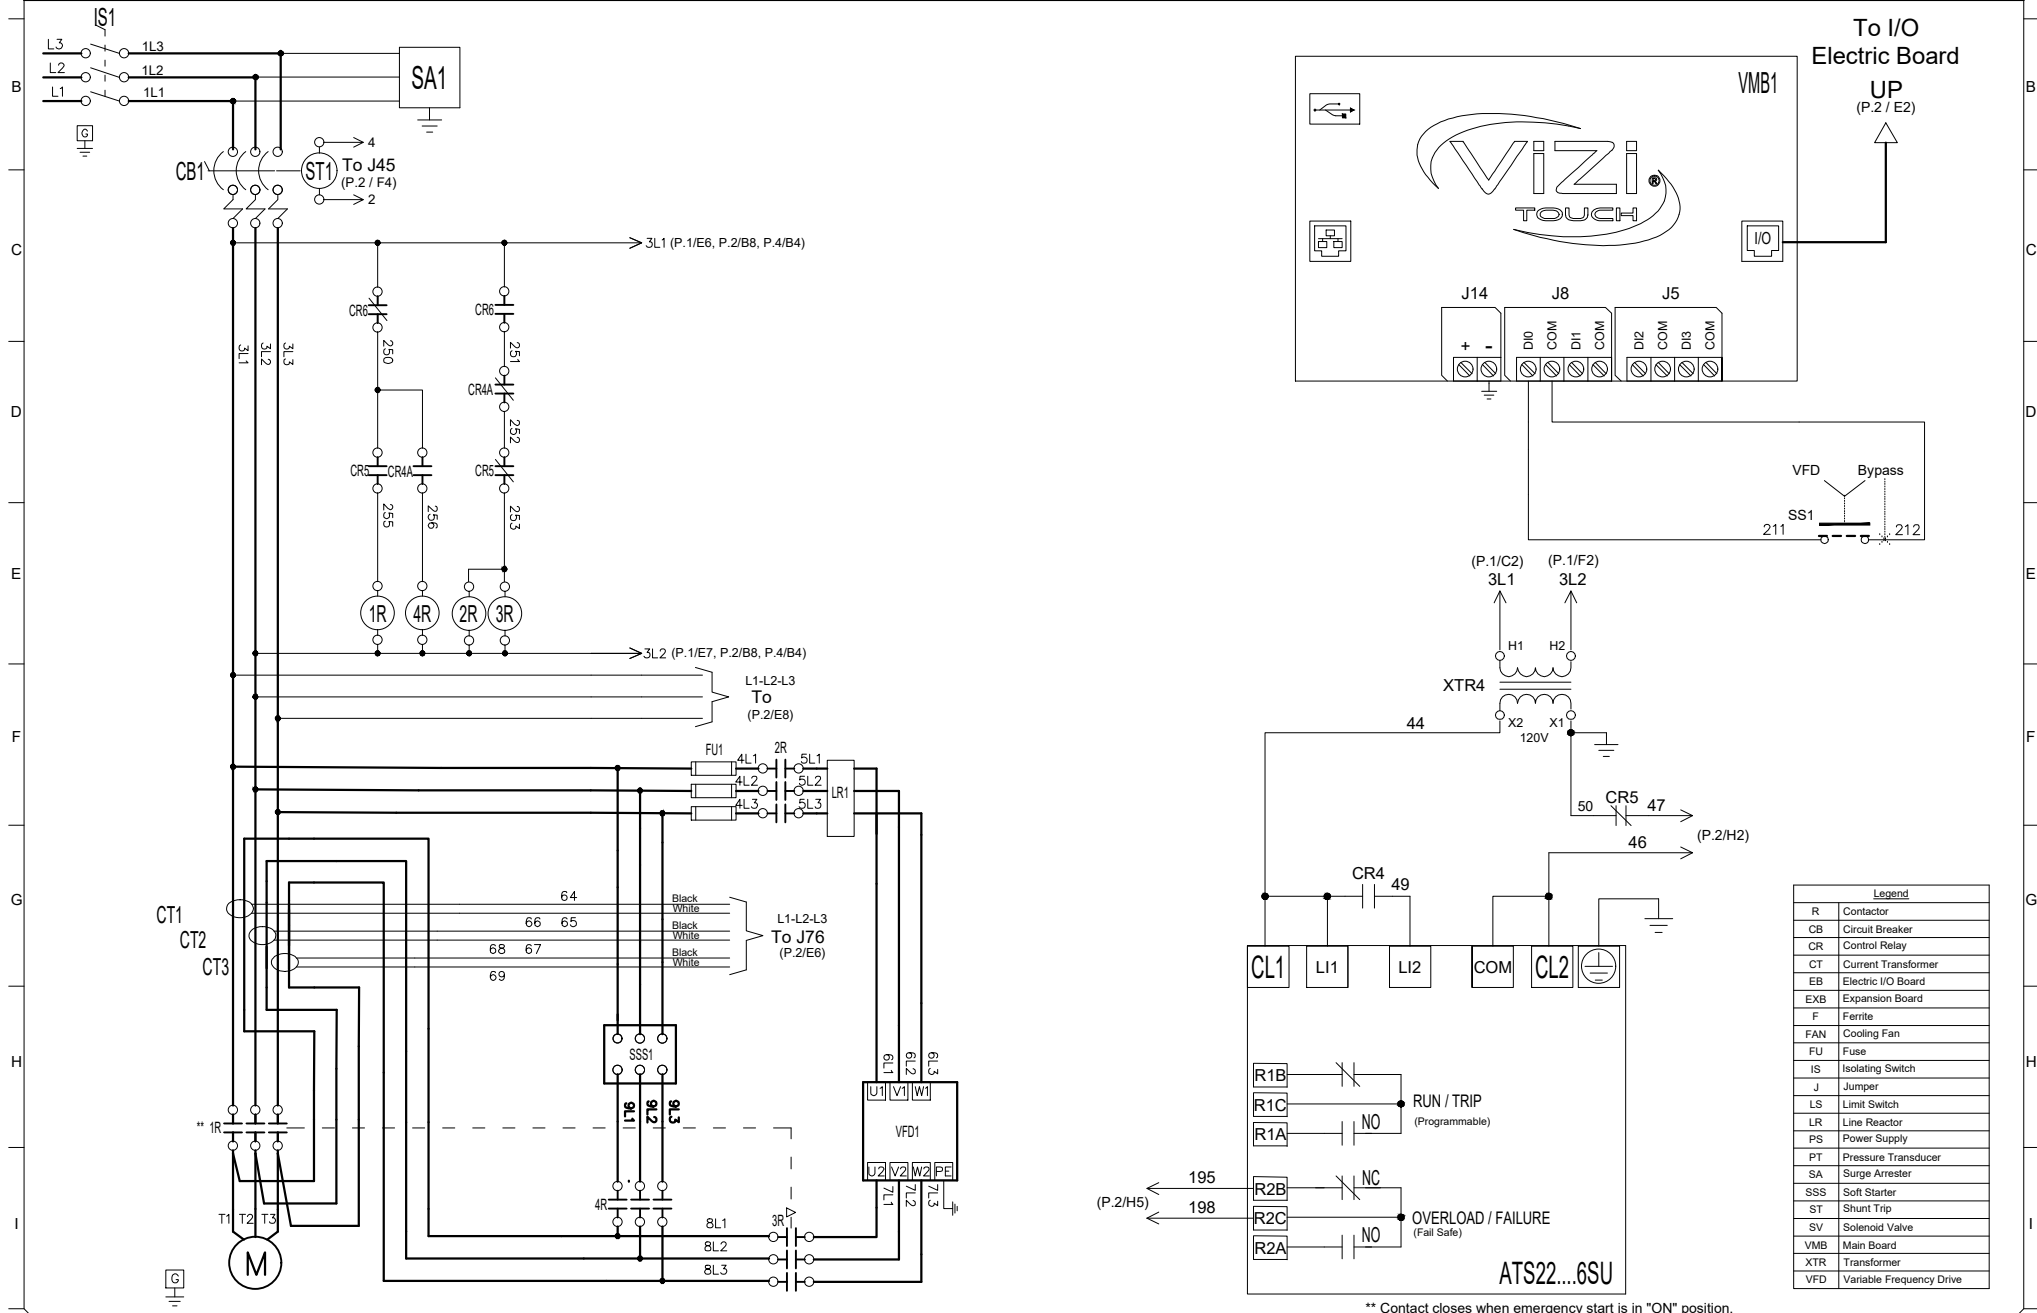 IS1
L3
1L3
L2
1L2
L1
1L1
SA1
G
CB1
ST1
4
To J45
(P.2 / F4)
2
3L1 (P.1/E6, P.2/B8, P.4/B4)
CR6
CR6
250
251
3L1
3L2
3L3
CR4A
252
CR5
CR4A
CR5
255
256
253
1R
4R
2R
3R
3L2 (P.1/E7, P.2/B8, P.4/B4)
L1-L2-L3
To
(P.2/E8)
FU1
2R
4L1
5L1
4L2
5L2
4L3
5L3
LR1
CT1
CT2
CT3
64
66 65
68 67
69
Black
White
Black
White
Black
White
L1-L2-L3
To J76
(P.2/E6)
SSS1
9L1
9L2
9L3
6L1
6L2
6L3
U1
V1
W1
VFD1
U2
V2
W2
PE
7L1
7L2
7L3
** 1R
4R
3R
8L1
8L2
8L3
T1
T2
T3
M
G
B
C
D
E
F
G
H
I
To I/O
Electric Board
UP
(P.2 / E2)
VMB1
ViZi
®
TOUCH
I/O
J14
J8
J5
+
-
DI0
COM
DI1
COM
DI2
COM
DI3
COM
VFD
Bypass
SS1
211
212
(P.1/C2)
(P.1/F2)
3L1
3L2
H1
H2
XTR4
X2
X1
120V
44
50
CR5
47
(P.2/H2)
46
CR4
49
CL1
LI1
LI2
COM
CL2
R1B
R1C
R1A
NO
RUN / TRIP
(Programmable)
195
198
(P.2/H5)
R2B
R2C
R2A
NC
NO
OVERLOAD / FAILURE
(Fail Safe)
ATS22....6SU
** Contact closes when emergency start is in "ON" position.
Legend
R Contactor
CB Circuit Breaker
CR Control Relay
CT Current Transformer
EB Electric I/O Board
EXB Expansion Board
F Ferrite
FAN Cooling Fan
FU Fuse
IS Isolating Switch
J Jumper
LS Limit Switch
LR Line Reactor
PS Power Supply
PT Pressure Transducer
SA Surge Arrester
SSS Soft Starter
ST Shunt Trip
SV Solenoid Valve
VMB Main Board
XTR Transformer
VFD Variable Frequency Drive
B
C
D
E
F
G
H
I